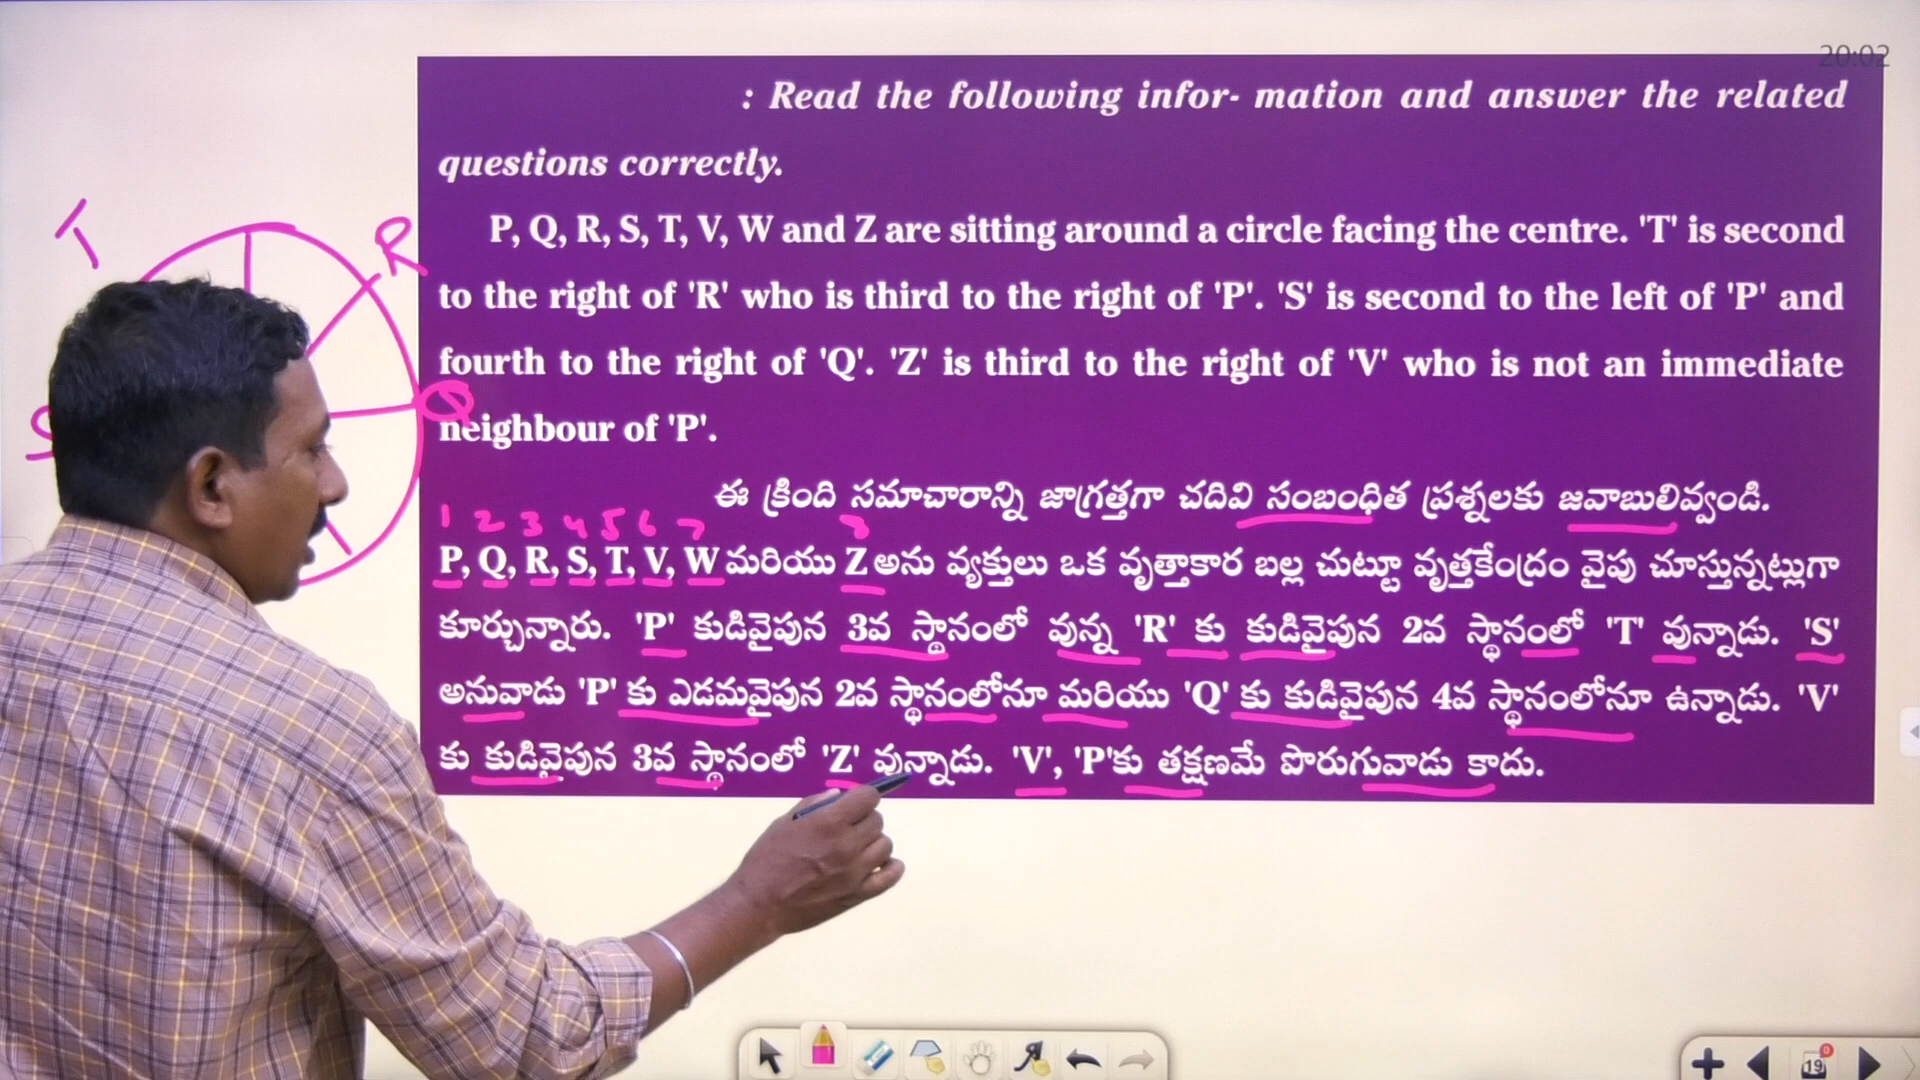 20:02
: Read the following infor- mation and answer the related
questions correctly.
P, Q, R, S, T, V, W and Z are sitting around a circle facing the centre. 'T' is second
to the right of 'R' who is third to the right of 'P'. 'S' is second to the left of 'P' and
fourth to the right of 'Q'. 'Z' is third to the right of 'V' who is not an immediate
neighbour of 'P'.
ఈ క్రింది సమాచారాన్ని జాగ్రత్తగా చదివి సంబంధిత ప్రశ్నలకు జవాబులివ్వండి.
1 2 3 4 5 6 7 8
P, Q, R, S, T, V, W మరియు Z అను వ్యక్తులు ఒక వృత్తాకార బల్ల చుట్టూ వృత్తకేంద్రం వైపు చూస్తున్నట్లుగా
కూర్చున్నారు. 'P' కుడివైపున 3వ స్థానంలో వున్న 'R' కు కుడివైపున 2వ స్థానంలో 'T' వున్నాడు. 'S'
అనువాడు 'P' కు ఎడమవైపున 2వ స్థానంలోనూ మరియు 'Q' కు కుడివైపున 4వ స్థానంలోనూ ఉన్నాడు. 'V'
కు కుడివైపున 3వ స్థానంలో 'Z' వున్నాడు. 'V', 'P'కు తక్షణమే పొరుగువాడు కాదు.
T
R
Q
S
19
0